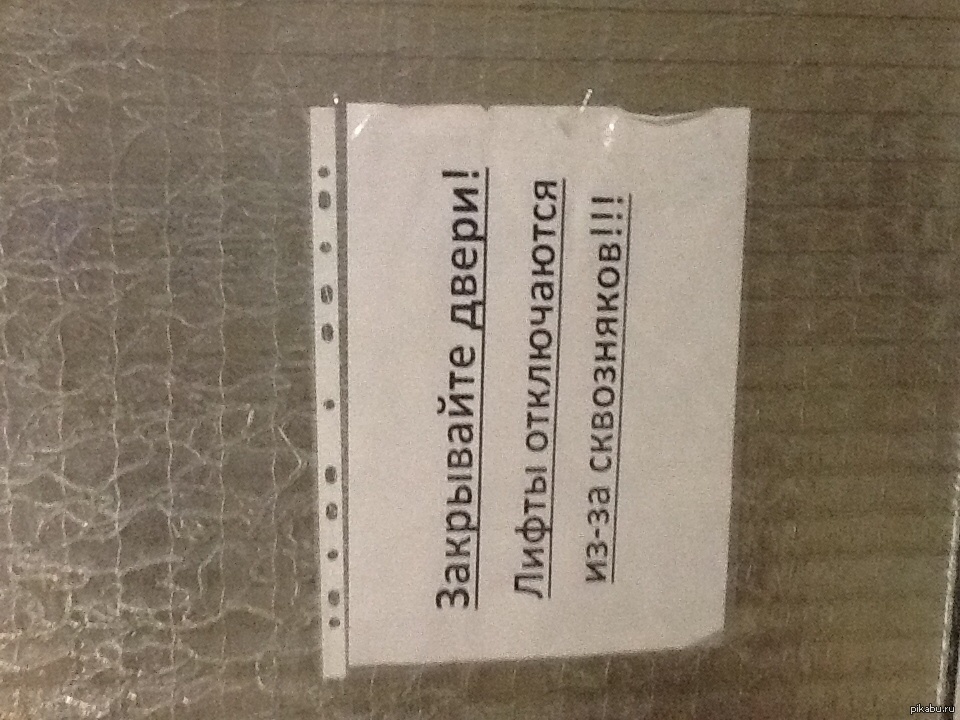 Закрывайте двери!
Лифты отключаются
из-за сквозняков!!!
pikabu.ru